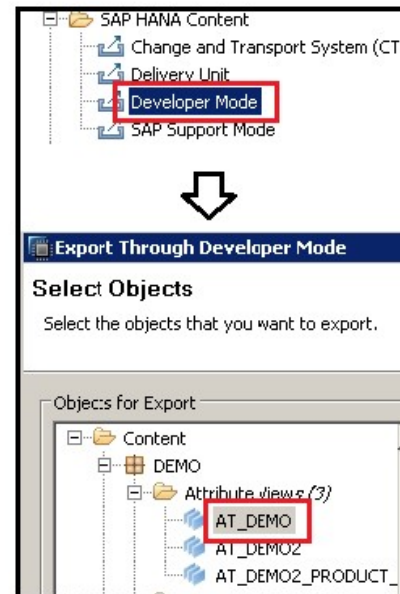 SAP HANA Content
Change and Transport System (CT
Delivery Unit
Developer Mode
SAP Support Mode
Export Through Developer Mode
Select Objects
Select the objects that you want to export.
Objects for Export
Content
DEMO
Attribute Views (3)
AT_DEMO
AT_DEMO2
AT_DEMO2_PRODUCT_